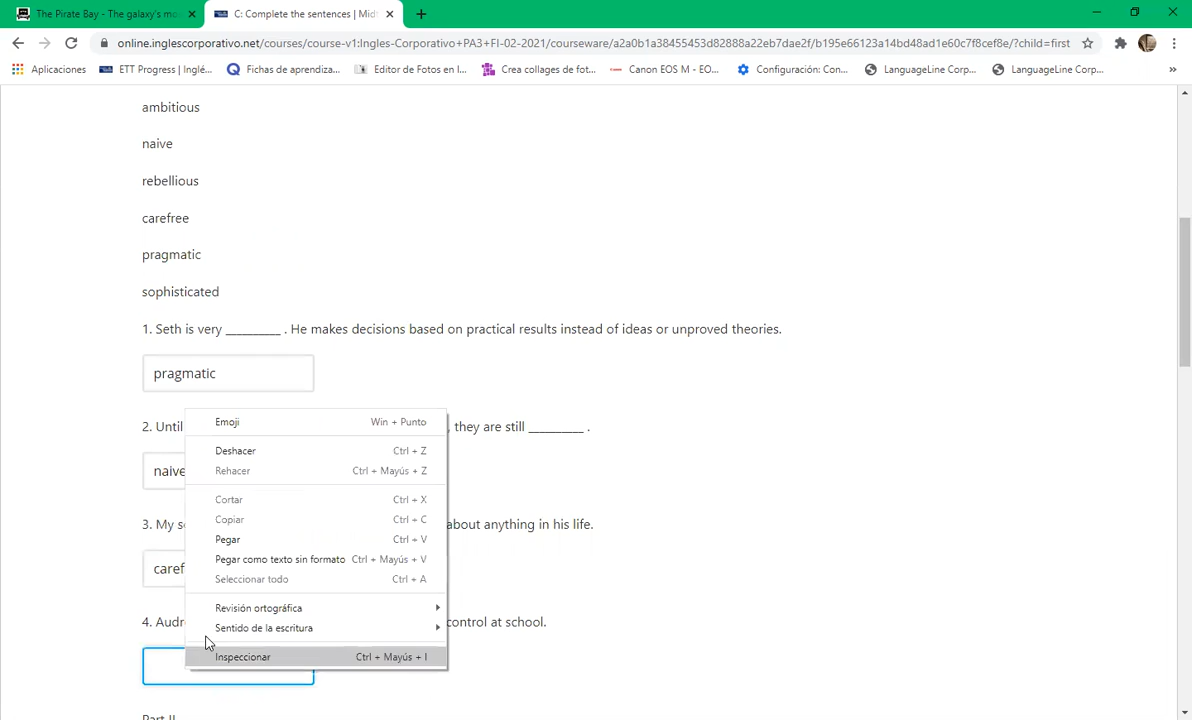 The Pirate Bay - The galaxy's mo
C: Complete the sentences | Mid
online.inglescorporativo.net/courses/course-v1:Ingles-Corporativo+PA3+FI-02-2021/courseware/a2a0b1a38455453d82888a22eb7dae2f/b195e66123a14bd48ad1e60c7f8cef8e/?child=first
Aplicaciones ETT Progress | Inglé... Fichas de aprendiza... Editor de Fotos en l... Crea collages de fot... Canon EOS M - EO... Configuración: Con... LanguageLine Corp... LanguageLine Corp... »
ambitious
naive
rebellious
carefree
pragmatic
sophisticated
1. Seth is very _________ . He makes decisions based on practical results instead of ideas or unproved theories.
pragmatic
2. Until , they are still _________ .
naive
3. My s about anything in his life.
caref
4. Audr control at school.
Emoji Win + Punto
Deshacer Ctrl + Z
Rehacer Ctrl + Mayús + Z
Cortar Ctrl + X
Copiar Ctrl + C
Pegar Ctrl + V
Pegar como texto sin formato Ctrl + Mayús + V
Seleccionar todo Ctrl + A
Revisión ortográfica
Sentido de la escritura
Inspeccionar Ctrl + Mayús + I
Part II